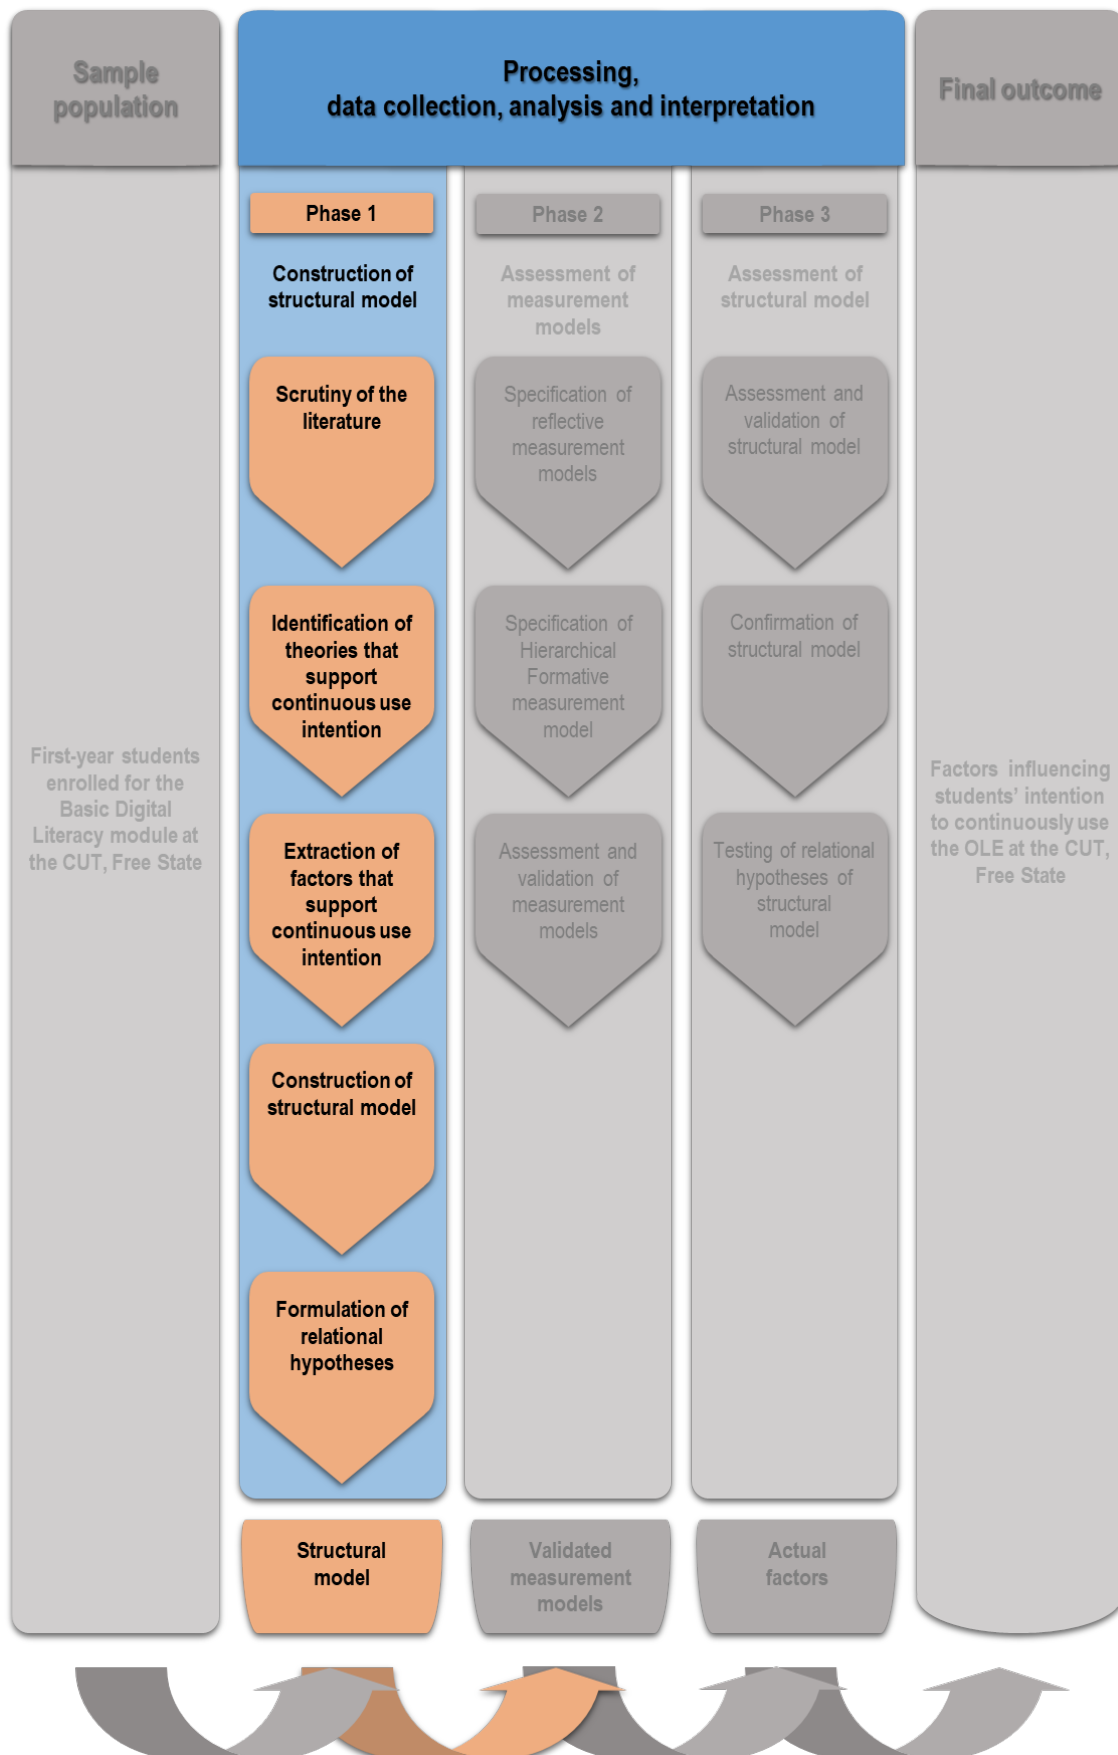 Sample
population
Processing,
data collection, analysis and interpretation
Final outcome
First-year students
enrolled for the
Basic Digital
Literacy module at
the CUT, Free State
Phase 1
Construction of
structural model
Scrutiny of the
literature
Identification of
theories that
support
continuous use
intention
Extraction of
factors that
support
continuous use
intention
Construction of
structural model
Formulation of
relational
hypotheses
Structural
model
Phase 2
Assessment of
measurement
models
Specification of
reflective
measurement
models
Specification of
Hierarchical
Formative
measurement
model
Assessment and
validation of
measurement
models
Validated
measurement
models
Phase 3
Assessment of
structural model
Assessment and
validation of
structural model
Confirmation of
structural model
Testing of relational
hypotheses of
structural
model
Actual
factors
Factors influencing
students’ intention
to continuously use
the OLE at the CUT,
Free State